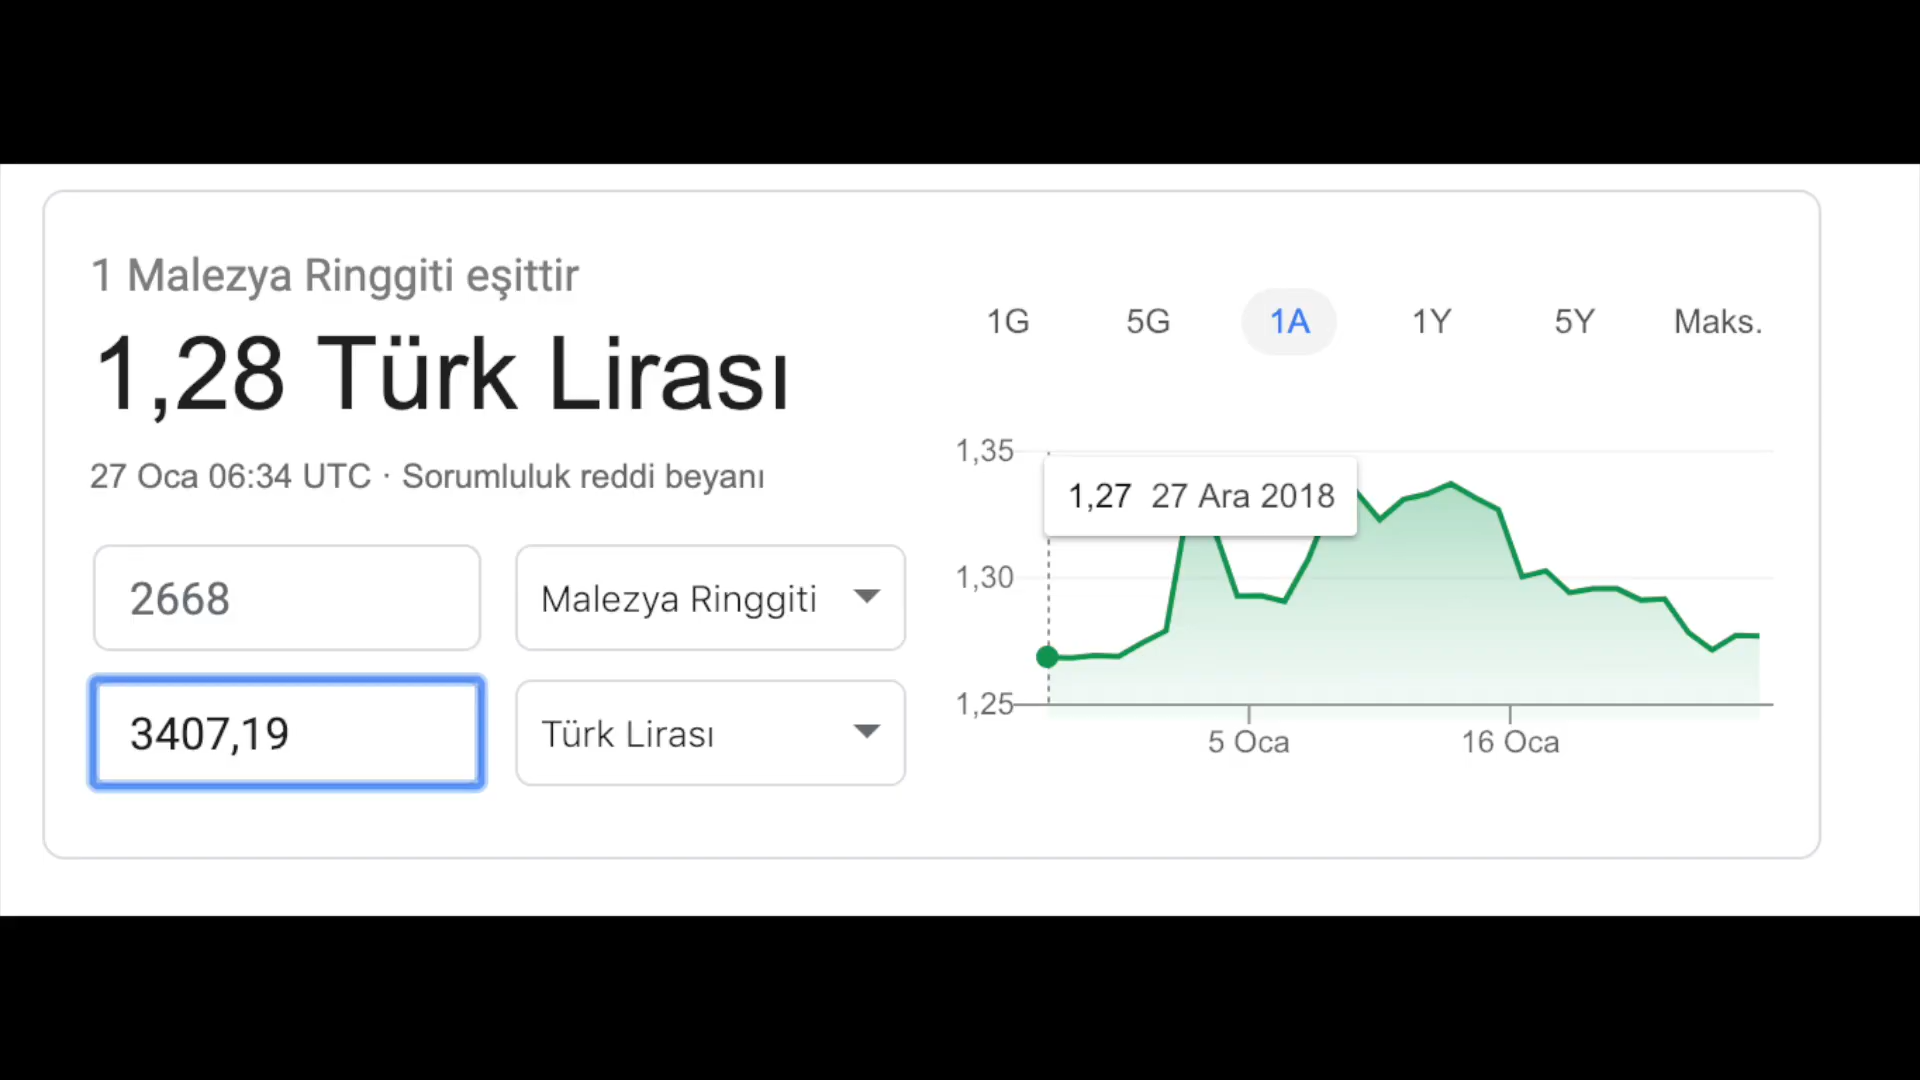 1 Malezya Ringgiti eşittir
1,28 Türk Lirası
27 Oca 06:34 UTC · Sorumluluk reddi beyanı
2668
Malezya Ringgiti
3407,19
Türk Lirası
1G 5G 1A 1Y 5Y Maks.
1,35
1,27 27 Ara 2018
1,30
1,25
5 Oca 16 Oca